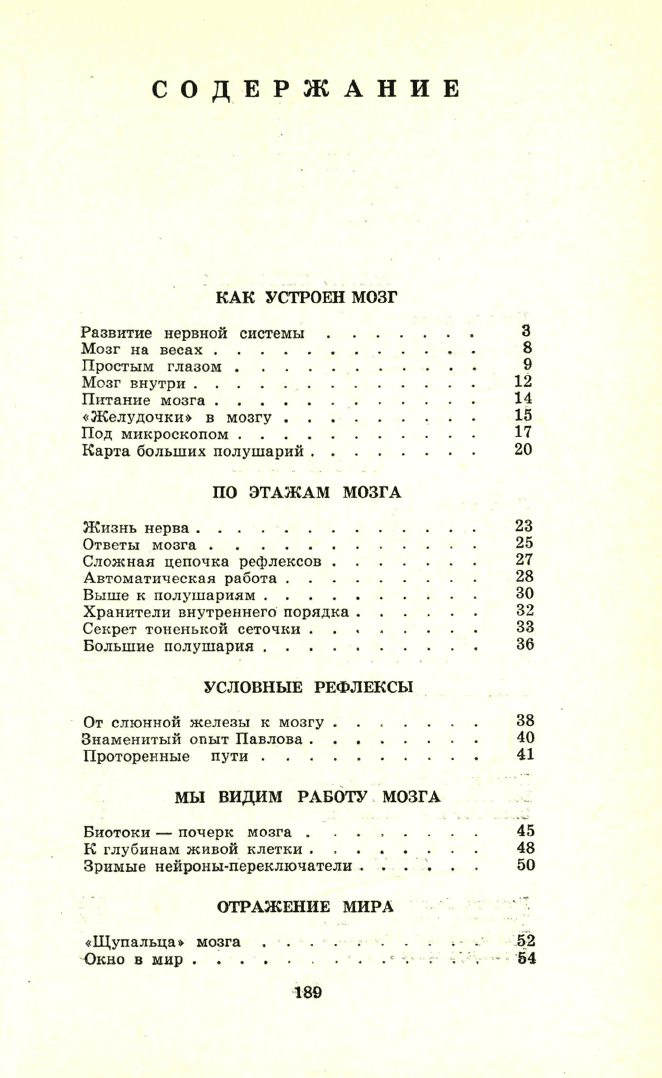 СОДЕРЖАНИЕ
КАК УСТРОЕН МОЗГ
Развитие нервной системы . . . . . . . 3
Мозг на весах . . . . . . . . . . . . 8
Простым глазом . . . . . . . . . . . 9
Мозг внутри . . . . . . . . . . . . . 12
Питание мозга . . . . . . . . . . . . 14
«Желудочки» в мозгу . . . . . . . . . 15
Под микроскопом . . . . . . . . . . . 17
Карта больших полушарий . . . . . . . . 20
ПО ЭТАЖАМ МОЗГА
Жизнь нерва . . . . . . . . . . . . . 23
Ответы мозга . . . . . . . . . . . . 25
Сложная цепочка рефлексов . . . . . . . 27
Автоматическая работа . . . . . . . . . 28
Выше к полушариям . . . . . . . . . . 30
Хранители внутреннего порядка . . . . . . 32
Секрет тоненькой сеточки . . . . . . . . 33
Большие полушария . . . . . . . . . . 36
УСЛОВНЫЕ РЕФЛЕКСЫ
От слюнной железы к мозгу . . . . . . . 38
Знаменитый опыт Павлова . . . . . . . . 40
Проторенные пути . . . . . . . . . . 41
МЫ ВИДИМ РАБОТУ МОЗГА
Биотоки — почерк мозга . . . . . . . . 45
К глубинам живой клетки . . . . . . . . 48
Зримые нейроны-переключатели . . . . . . 50
ОТРАЖЕНИЕ МИРА
«Щупальца» мозга . . . . . . . . . . 52
Окно в мир . . . . . . . . . . . . . 54
189